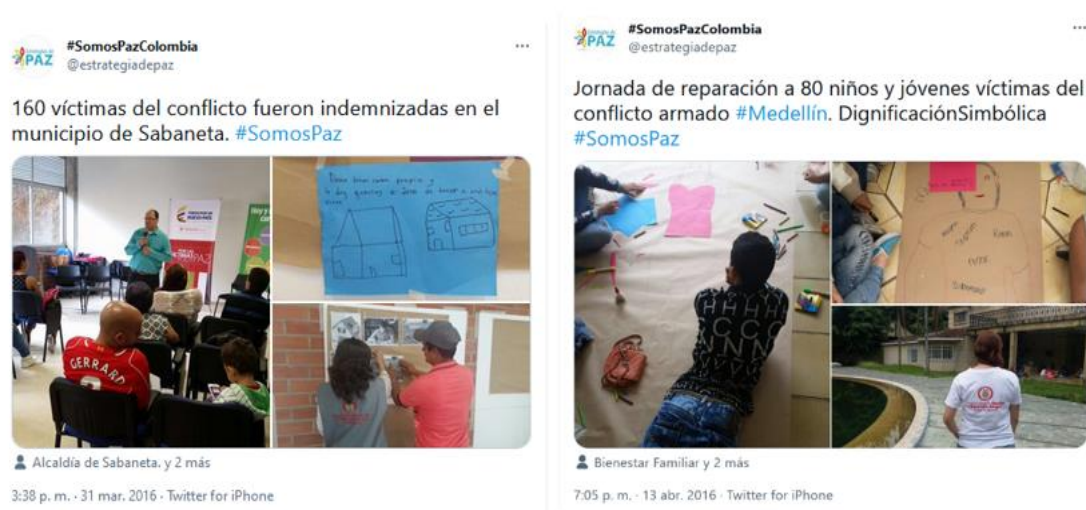 PAZ
#SomosPazColombia
@estrategiadepaz
160 víctimas del conflicto fueron indemnizadas en el
municipio de Sabaneta. #SomosPaz
GERRARD
Alcaldía de Sabaneta. y 2 más
3:38 p. m. · 31 mar. 2016 · Twitter for iPhone
PAZ
#SomosPazColombia
@estrategiadepaz
Jornada de reparación a 80 niños y jóvenes víctimas del
conflicto armado #Medellín. DignificaciónSimbólica
#SomosPaz
Bienestar Familiar y 2 más
7:05 p. m. · 13 abr. 2016 · Twitter for iPhone